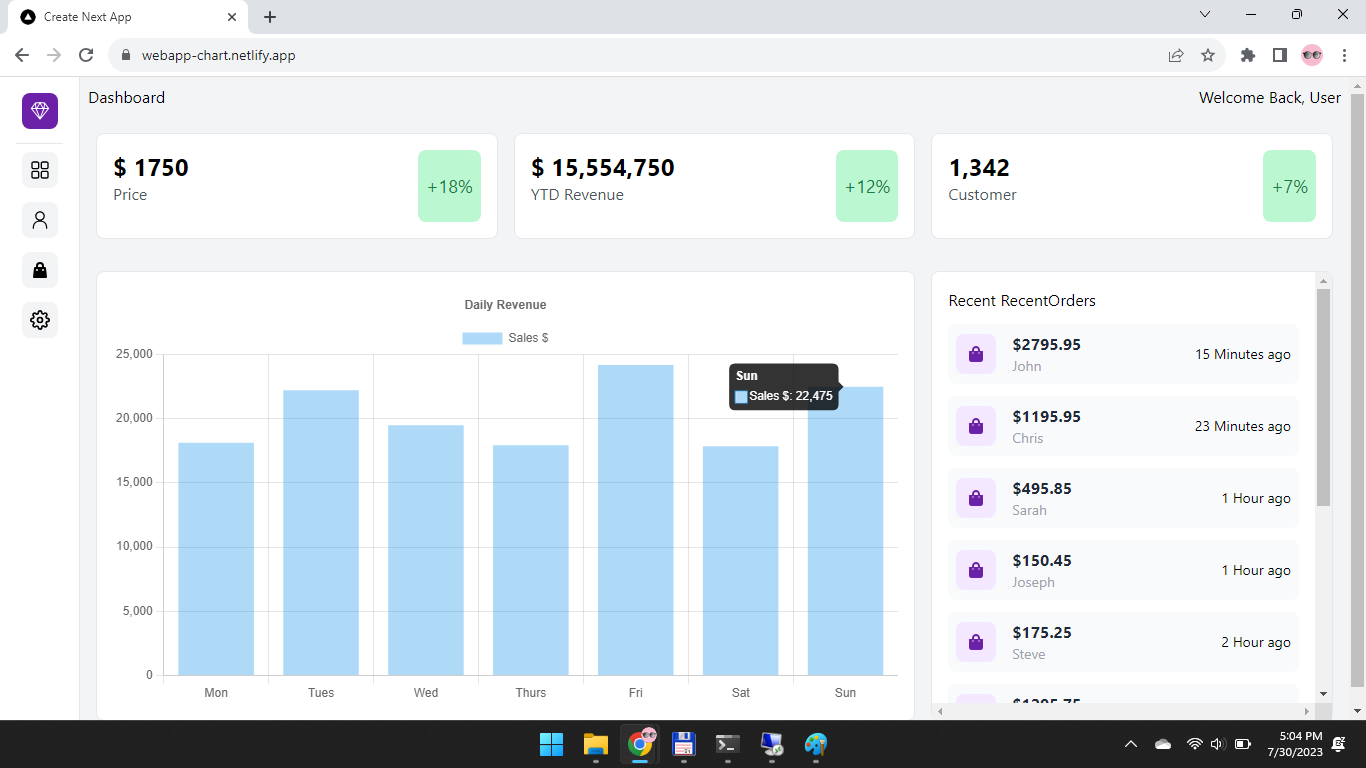 Create Next App
webapp-chart.netlify.app
Dashboard
Welcome Back, User
$ 1750
Price
+18%
$ 15,554,750
YTD Revenue
+12%
1,342
Customer
+7%
Daily Revenue
Sales $
25,000
20,000
15,000
10,000
5,000
0
Sun
Sales $: 22,475
Mon
Tues
Wed
Thurs
Fri
Sat
Sun
Recent RecentOrders
$2795.95
John
15 Minutes ago
$1195.95
Chris
23 Minutes ago
$495.85
Sarah
1 Hour ago
$150.45
Joseph
1 Hour ago
$175.25
Steve
2 Hour ago
5:04 PM
7/30/2023